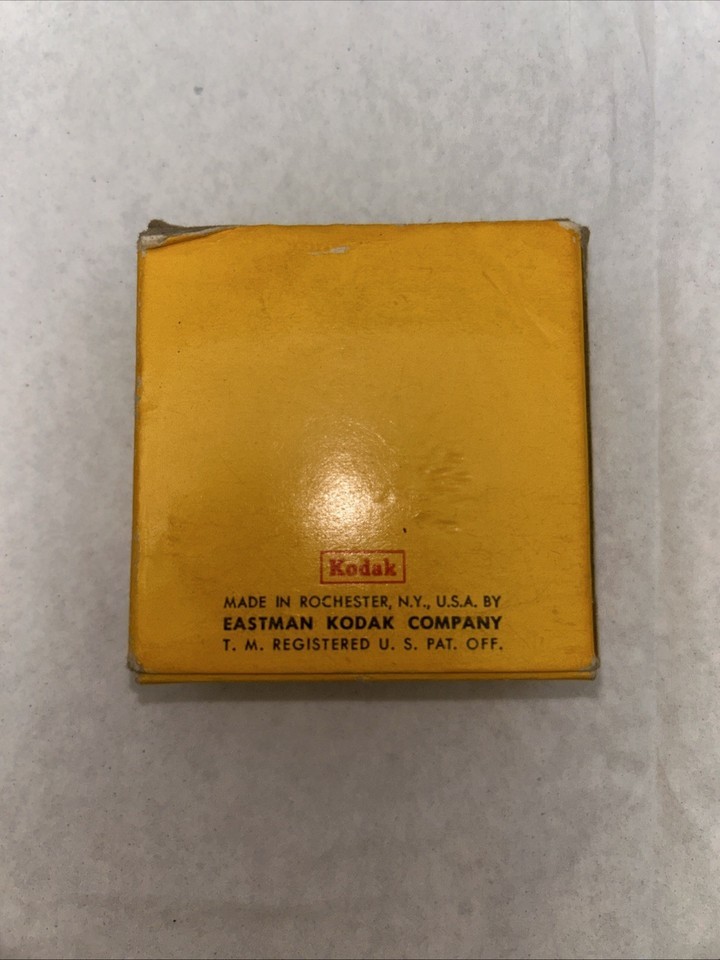 Kodak
MADE IN ROCHESTER, N.Y., U.S.A. BY
EASTMAN KODAK COMPANY
T. M. REGISTERED U. S. PAT. OFF.